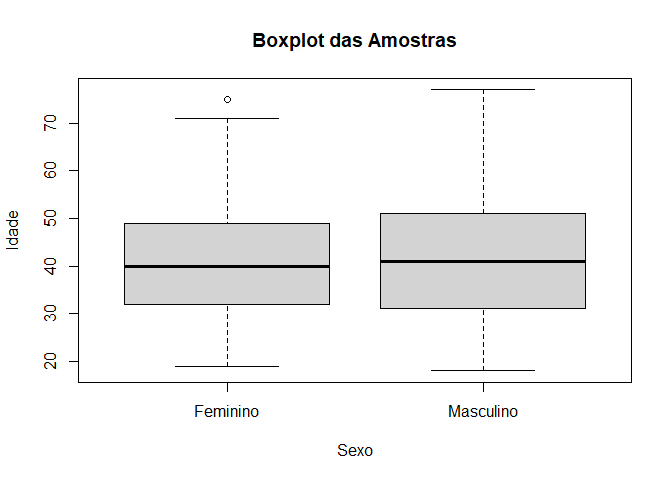 Boxplot das Amostras
Idade
70
60
50
40
30
20
Feminino
Masculino
Sexo